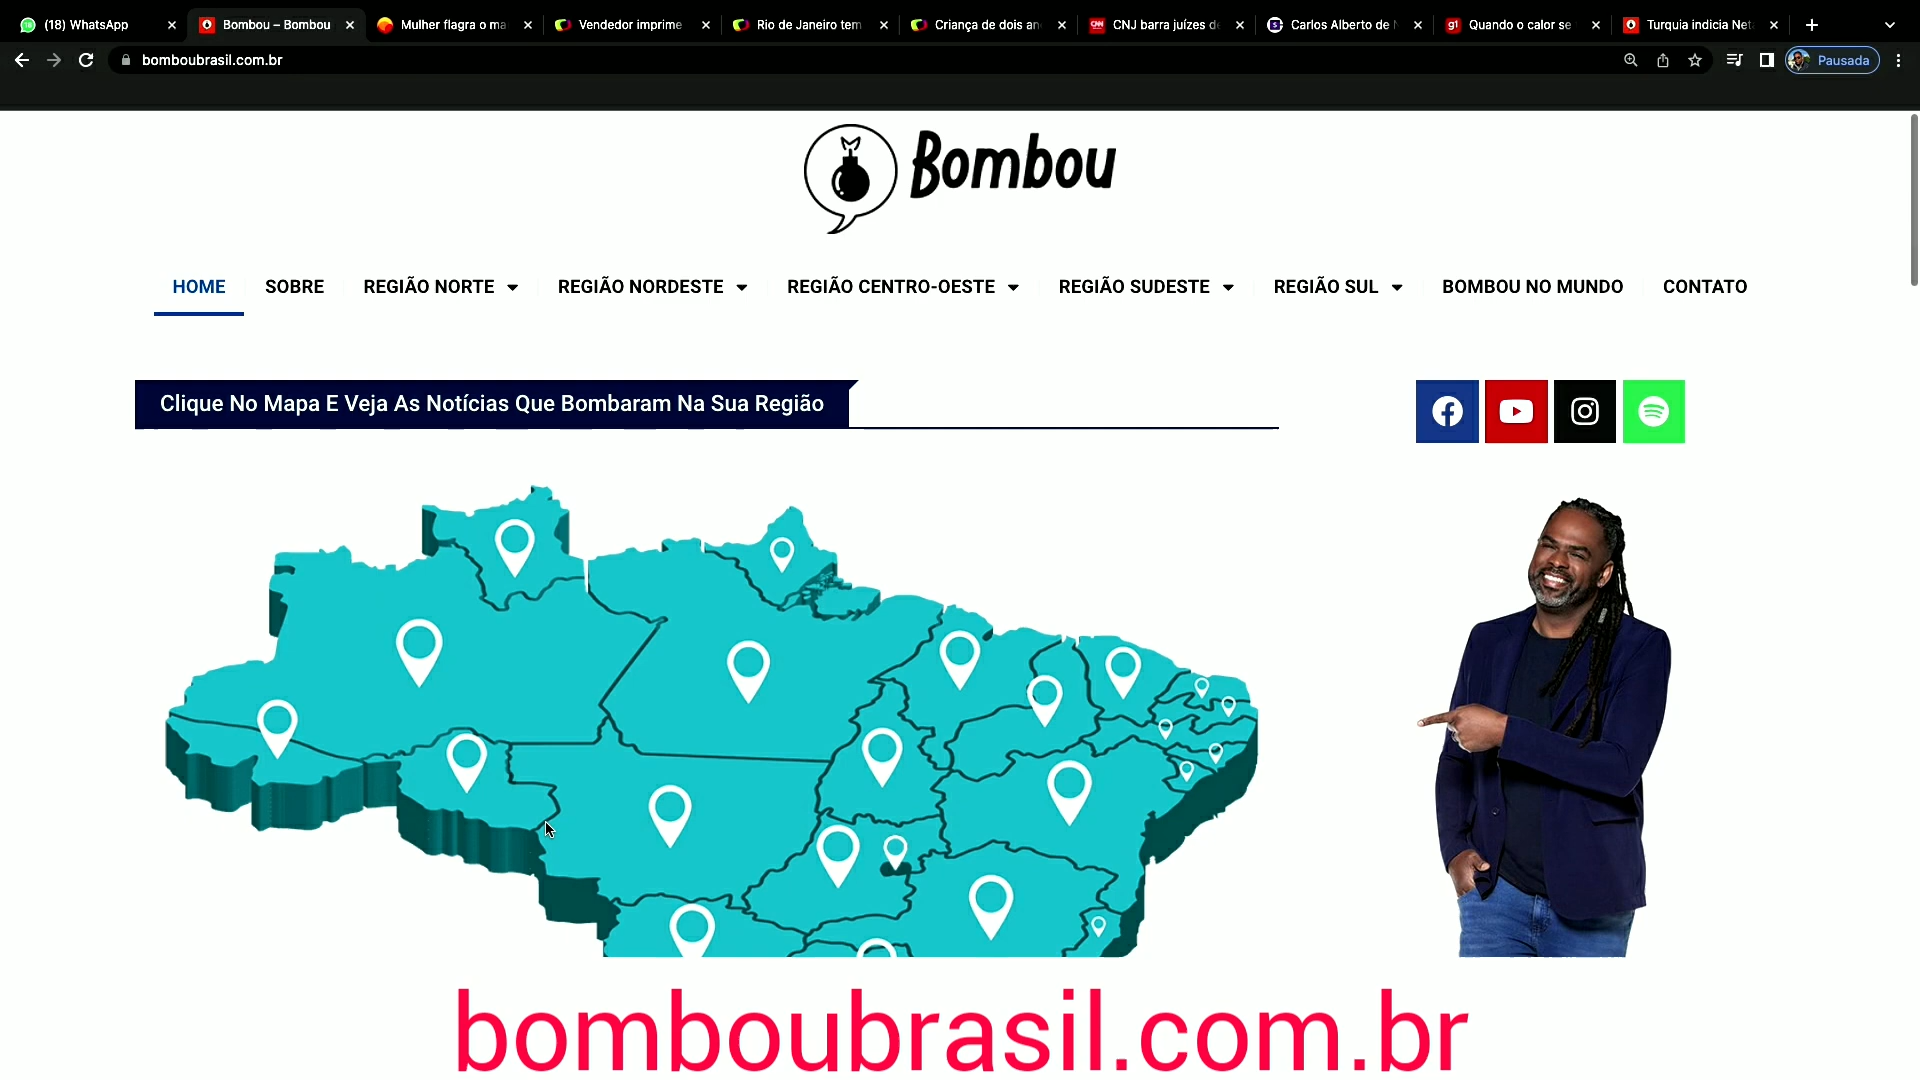 (18) WhatsApp
Bombou – Bombou
Mulher flagra o ma
Vendedor imprime
Rio de Janeiro tem
Criança de dois an
CNJ barra juízes de
Carlos Alberto de N
Quando o calor se
Turquia indicia Net
bomboubrasil.com.br
Pausada
Bombou
HOME SOBRE REGIÃO NORTE REGIÃO NORDESTE REGIÃO CENTRO-OESTE REGIÃO SUDESTE REGIÃO SUL BOMBOU NO MUNDO CONTATO
Clique No Mapa E Veja As Notícias Que Bombaram Na Sua Região
bomboubrasil.com.br